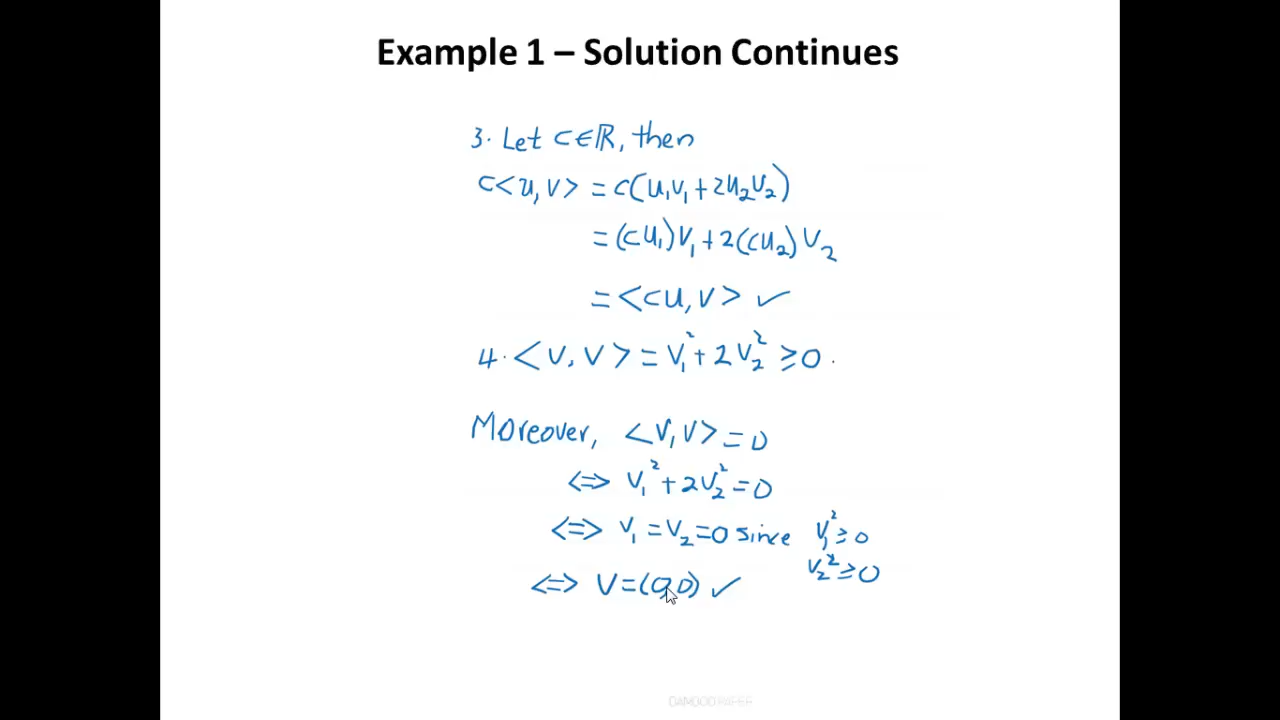 Example 1 – Solution Continues
3. Let c∈ℝ, then
c<u, v> = c(u₁v₁ + 2u₂v₂)
= (cu₁)v₁ + 2(cu₂)v₂
= <cu, v> ✓
4. <v, v> = v₁² + 2v₂² ≥ 0.
Moreover, <v, v> = 0
⇔ v₁² + 2v₂² = 0
⇔ v₁ = v₂ = 0 since v₁² ≥ 0
v₂² ≥ 0
⇔ v = (0,0) ✓